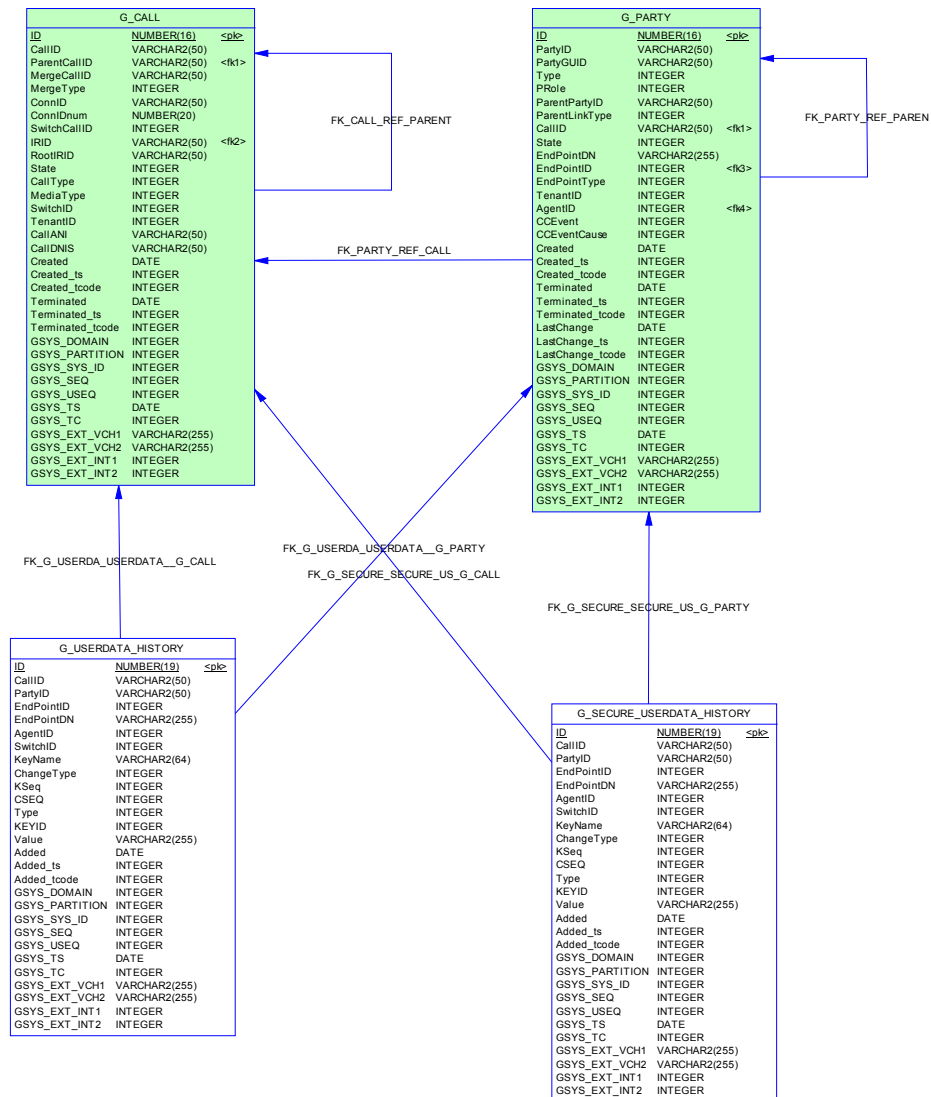 G_CALL
ID NUMBER(16) <pk>
CallID VARCHAR2(50)
ParentCallID VARCHAR2(50) <fk1>
MergeCallID VARCHAR2(50)
MergeType INTEGER
ConnID VARCHAR2(50)
ConnIDnum NUMBER(20)
SwitchCallID INTEGER
IRID VARCHAR2(50) <fk2>
RootIRID VARCHAR2(50)
State INTEGER
CallType INTEGER
MediaType INTEGER
SwitchID INTEGER
TenantID INTEGER
CallANI VARCHAR2(50)
CallDNIS VARCHAR2(50)
Created DATE
Created_ts INTEGER
Created_tcode INTEGER
Terminated DATE
Terminated_ts INTEGER
Terminated_tcode INTEGER
GSYS_DOMAIN INTEGER
GSYS_PARTITION INTEGER
GSYS_SYS_ID INTEGER
GSYS_SEQ INTEGER
GSYS_USEQ INTEGER
GSYS_TS DATE
GSYS_TC INTEGER
GSYS_EXT_VCH1 VARCHAR2(255)
GSYS_EXT_VCH2 VARCHAR2(255)
GSYS_EXT_INT1 INTEGER
GSYS_EXT_INT2 INTEGER
FK_CALL_REF_PARENT
FK_PARTY_REF_CALL
G_PARTY
ID NUMBER(16) <pk>
PartyID VARCHAR2(50)
PartyGUID VARCHAR2(50)
Type INTEGER
PRole INTEGER
ParentPartyID VARCHAR2(50)
ParentLinkType INTEGER
CallID VARCHAR2(50) <fk1>
State INTEGER
EndPointDN VARCHAR2(255)
EndPointID INTEGER <fk3>
EndPointType INTEGER
TenantID INTEGER
AgentID INTEGER <fk4>
CCEvent INTEGER
CCEventCause INTEGER
Created DATE
Created_ts INTEGER
Created_tcode INTEGER
Terminated DATE
Terminated_ts INTEGER
Terminated_tcode INTEGER
LastChange DATE
LastChange_ts INTEGER
LastChange_tcode INTEGER
GSYS_DOMAIN INTEGER
GSYS_PARTITION INTEGER
GSYS_SYS_ID INTEGER
GSYS_SEQ INTEGER
GSYS_USEQ INTEGER
GSYS_TS DATE
GSYS_TC INTEGER
GSYS_EXT_VCH1 VARCHAR2(255)
GSYS_EXT_VCH2 VARCHAR2(255)
GSYS_EXT_INT1 INTEGER
GSYS_EXT_INT2 INTEGER
FK_PARTY_REF_PAREN
FK_G_USERDA_USERDATA__G_CALL
FK_G_USERDA_USERDATA__G_PARTY
FK_G_SECURE_SECURE_US_G_CALL
FK_G_SECURE_SECURE_US_G_PARTY
G_USERDATA_HISTORY
ID NUMBER(19) <pk>
CallID VARCHAR2(50)
PartyID VARCHAR2(50)
EndPointID INTEGER
EndPointDN VARCHAR2(255)
AgentID INTEGER
SwitchID INTEGER
KeyName VARCHAR2(64)
ChangeType INTEGER
KSeq INTEGER
CSEQ INTEGER
Type INTEGER
KEYID INTEGER
Value VARCHAR2(255)
Added DATE
Added_ts INTEGER
Added_tcode INTEGER
GSYS_DOMAIN INTEGER
GSYS_PARTITION INTEGER
GSYS_SYS_ID INTEGER
GSYS_SEQ INTEGER
GSYS_USEQ INTEGER
GSYS_TS DATE
GSYS_TC INTEGER
GSYS_EXT_VCH1 VARCHAR2(255)
GSYS_EXT_VCH2 VARCHAR2(255)
GSYS_EXT_INT1 INTEGER
GSYS_EXT_INT2 INTEGER
G_SECURE_USERDATA_HISTORY
ID NUMBER(19) <pk>
CallID VARCHAR2(50)
PartyID VARCHAR2(50)
EndPointID INTEGER
EndPointDN VARCHAR2(255)
AgentID INTEGER
SwitchID INTEGER
KeyName VARCHAR2(64)
ChangeType INTEGER
KSeq INTEGER
CSEQ INTEGER
Type INTEGER
KEYID INTEGER
Value VARCHAR2(255)
Added DATE
Added_ts INTEGER
Added_tcode INTEGER
GSYS_DOMAIN INTEGER
GSYS_PARTITION INTEGER
GSYS_SYS_ID INTEGER
GSYS_SEQ INTEGER
GSYS_USEQ INTEGER
GSYS_TS DATE
GSYS_TC INTEGER
GSYS_EXT_VCH1 VARCHAR2(255)
GSYS_EXT_VCH2 VARCHAR2(255)
GSYS_EXT_INT1 INTEGER
GSYS_EXT_INT2 INTEGER